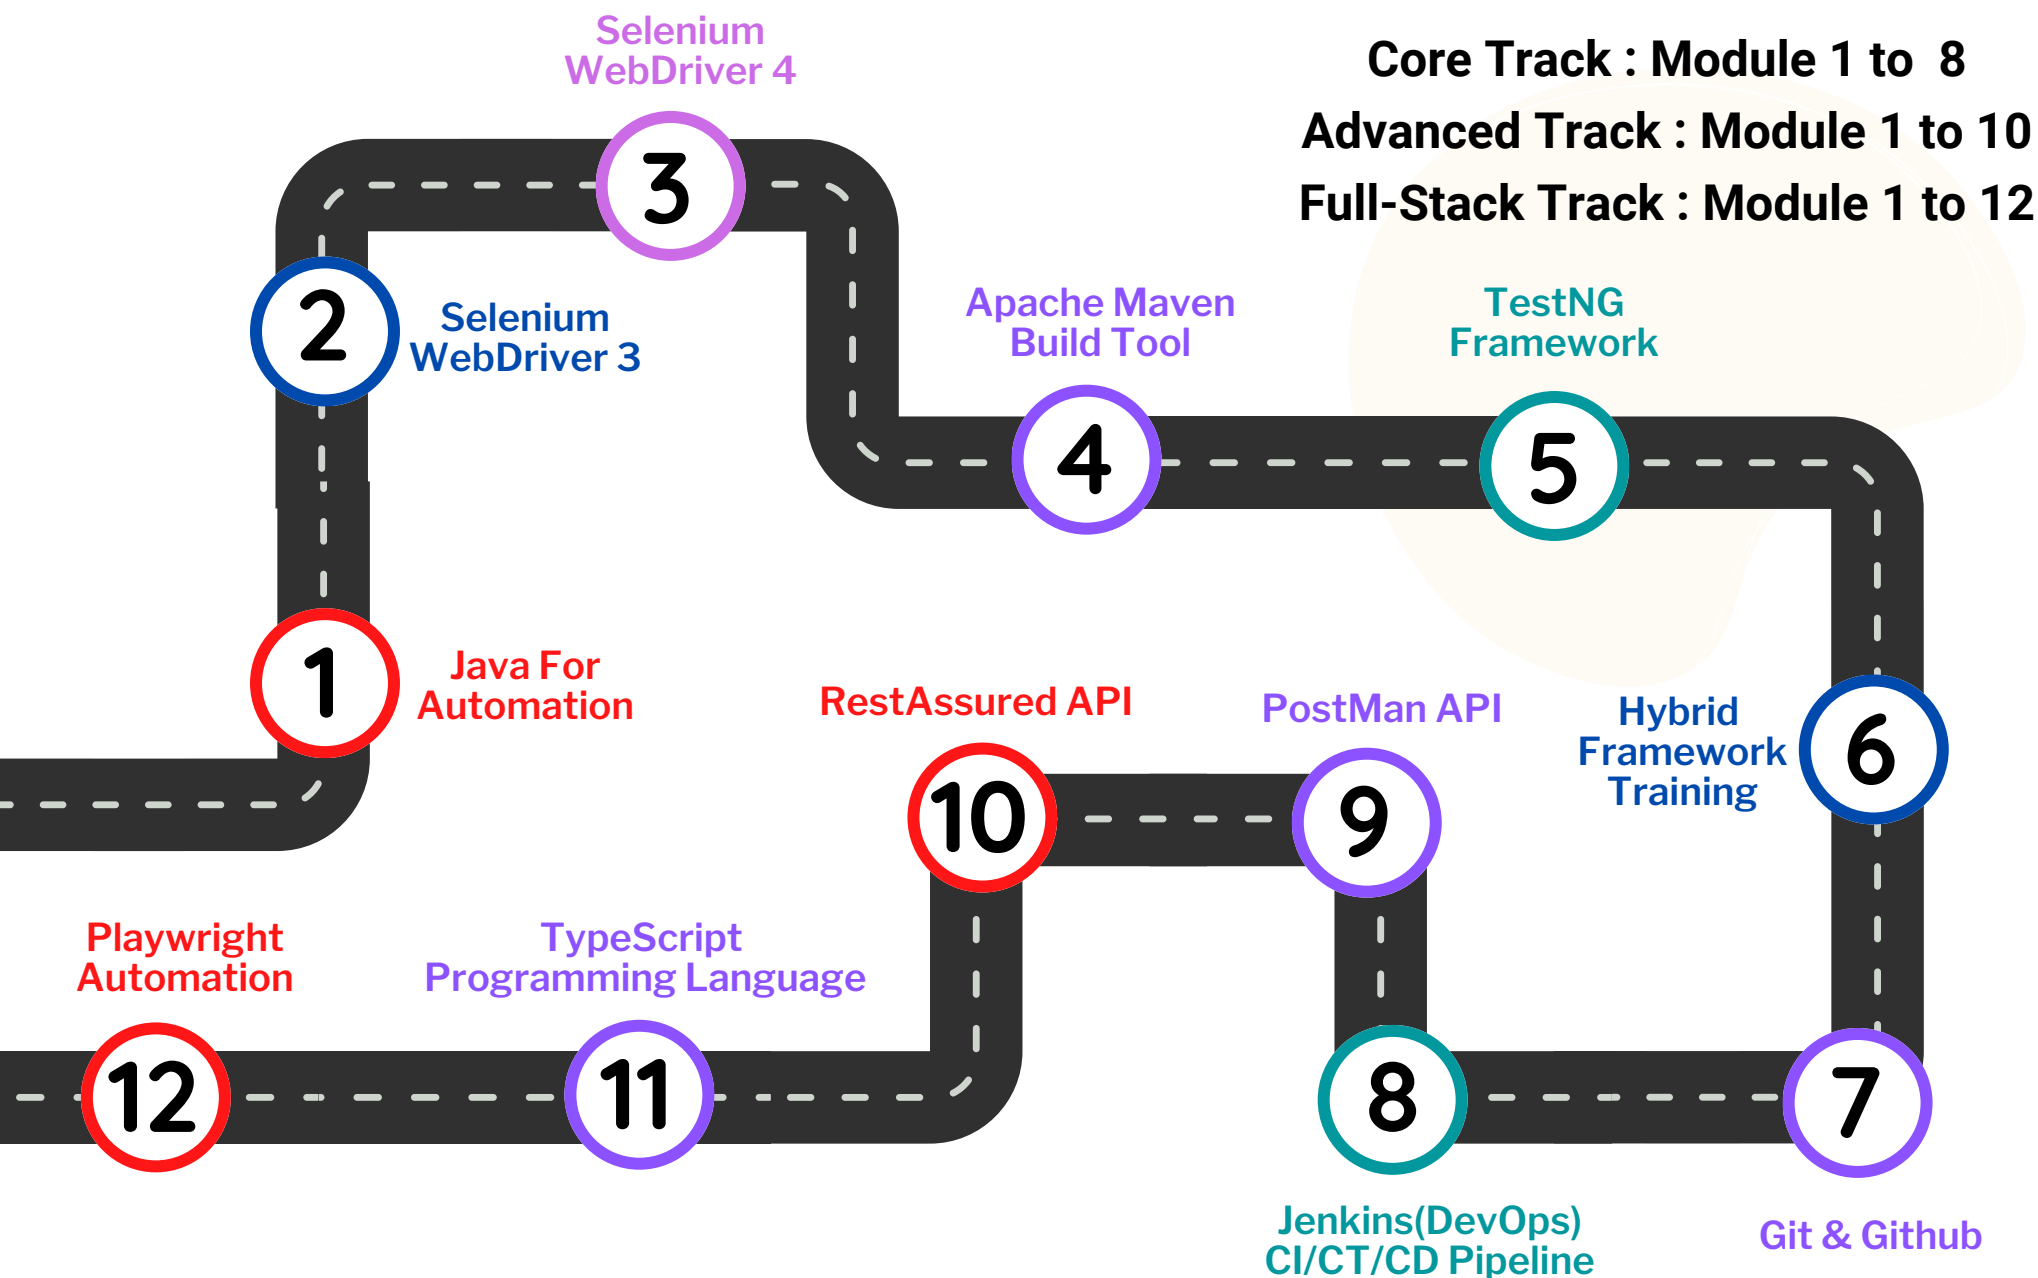 Selenium
WebDriver 4
Core Track : Module 1 to 8
Advanced Track : Module 1 to 10
Full-Stack Track : Module 1 to 12
3
2
Selenium
WebDriver 3
Apache Maven
Build Tool
TestNG
Framework
4
5
1
Java For
Automation
RestAssured API
PostMan API
Hybrid
Framework
Training
6
10
9
Playwright
Automation
TypeScript
Programming Language
12
11
8
7
Jenkins(DevOps)
CI/CT/CD Pipeline
Git & Github